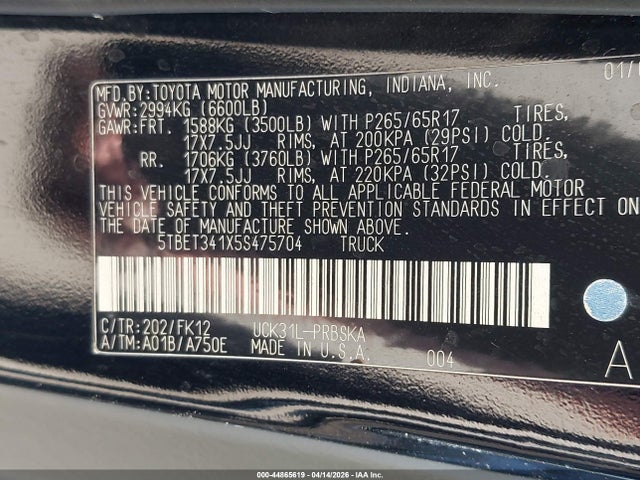 MFD.BY:TOYOTA MOTOR MANUFACTURING, INDIANA, INC. 01/
GVWR:2994KG (6600LB)
GAWR:FRT. 1588KG (3500LB) WITH P265/65R17 TIRES,
17X7.5JJ RIMS, AT 200KPA (29PSI) COLD.
RR. 1706KG (3760LB) WITH P265/65R17 TIRES,
17X7.5JJ RIMS, AT 220KPA (32PSI) COLD.
THIS VEHICLE CONFORMS TO ALL APPLICABLE FEDERAL MOTOR
VEHICLE SAFETY AND THEFT PREVENTION STANDARDS IN EFFECT ON
THE DATE OF MANUFACTURE SHOWN ABOVE.
5TBET341X5S475704 TRUCK
C/TR:202/FK12 UCK31L-PRBSKA
A/TM:A01B/A750E MADE IN U.S.A. 004
A
000-44865619 - 04/14/2026 - IAA Inc.